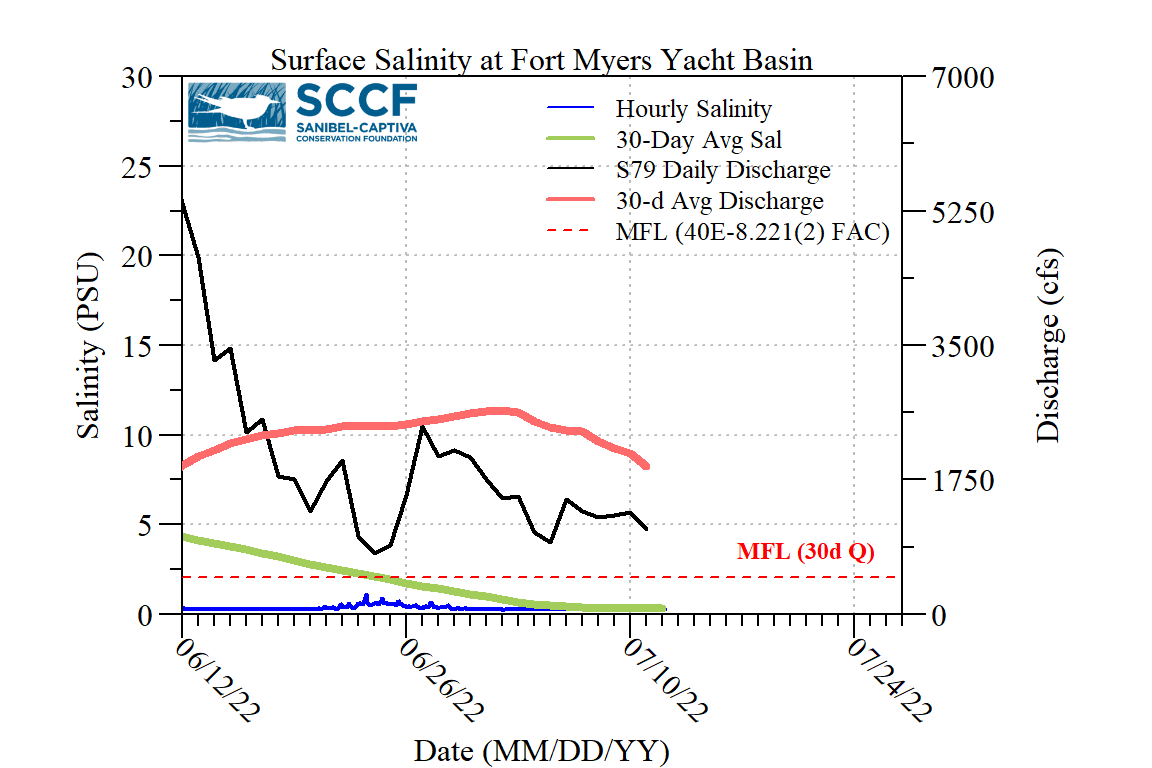 Surface Salinity at Fort Myers Yacht Basin
SCCF
SANIBEL-CAPTIVA
CONSERVATION FOUNDATION
Hourly Salinity
30-Day Avg Sal
S79 Daily Discharge
30-d Avg Discharge
MFL (40E-8.221(2) FAC)
MFL (30d Q)
Salinity (PSU)
30
25
20
15
10
5
0
Discharge (cfs)
7000
5250
3500
1750
0
06/12/22
06/26/22
07/10/22
07/24/22
Date (MM/DD/YY)